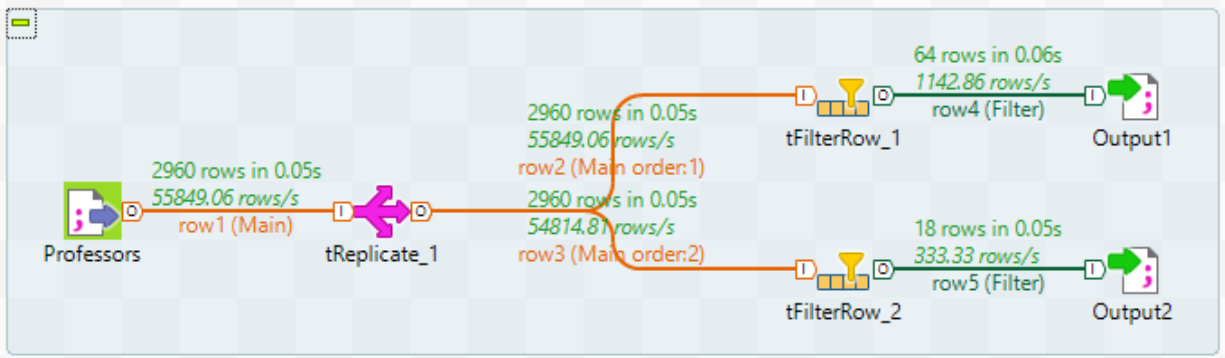 2960 rows in 0.05s
55849.06 rows/s
row1 (Main)
Professors
tReplicate_1
2960 rows in 0.05s
55849.06 rows/s
row2 (Main order:1)
2960 rows in 0.05s
54814.81 rows/s
row3 (Main order:2)
tFilterRow_1
64 rows in 0.06s
1142.86 rows/s
row4 (Filter)
Output1
tFilterRow_2
18 rows in 0.05s
333.33 rows/s
row5 (Filter)
Output2